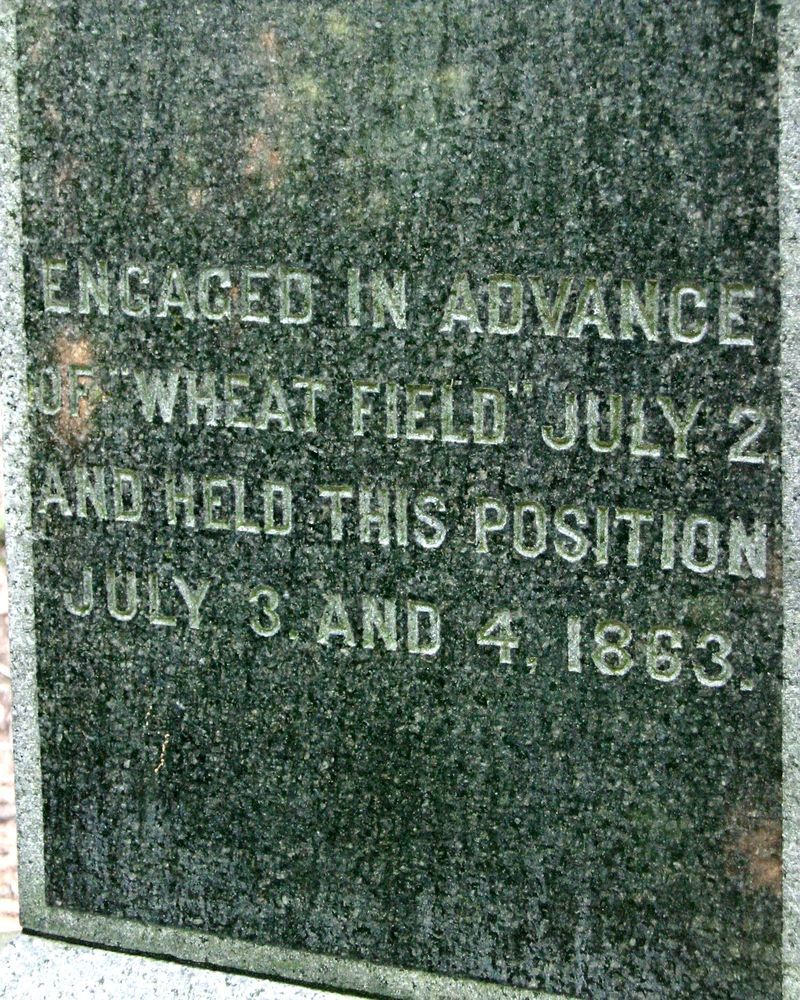 ENGAGED IN ADVANCE
OF "WHEAT FIELD" JULY 2,
AND HELD THIS POSITION
JULY 3. AND 4, 1863.